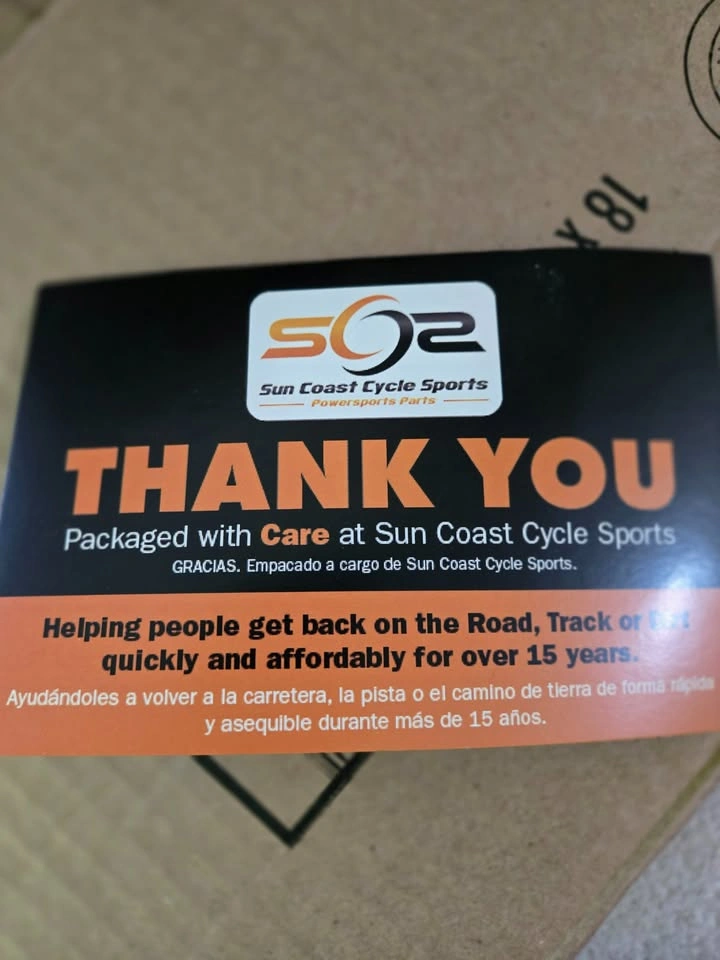 18 x
SC2
Sun Coast Cycle Sports
Powersports Parts
THANK YOU
Packaged with Care at Sun Coast Cycle Sports
GRACIAS. Empacado a cargo de Sun Coast Cycle Sports.
Helping people get back on the Road, Track or
quickly and affordably for over 15 years.
Ayudándoles a volver a la carretera, la pista o el camino de tierra de forma rápida
y asequible durante más de 15 años.